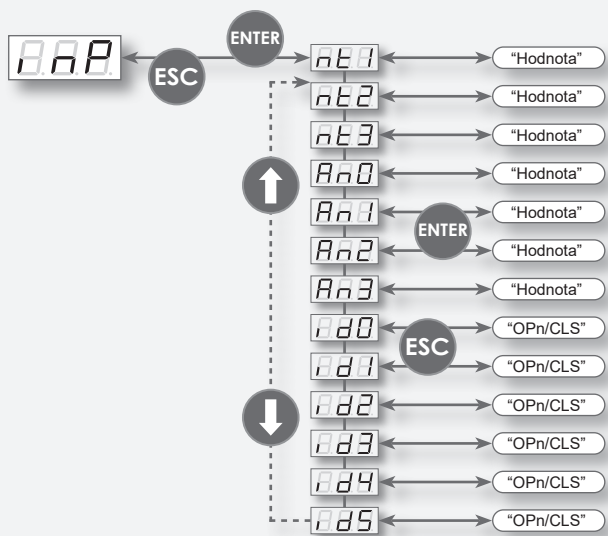 inP
ENTER
ESC
nt1 "Hodnota"
nt2 "Hodnota"
nt3 "Hodnota"
An0 "Hodnota"
An1 ENTER "Hodnota"
An2 "Hodnota"
An3 "Hodnota"
id0 "OPn/CLS"
ESC
id1 "OPn/CLS"
id2 "OPn/CLS"
id3 "OPn/CLS"
id4 "OPn/CLS"
id5 "OPn/CLS"